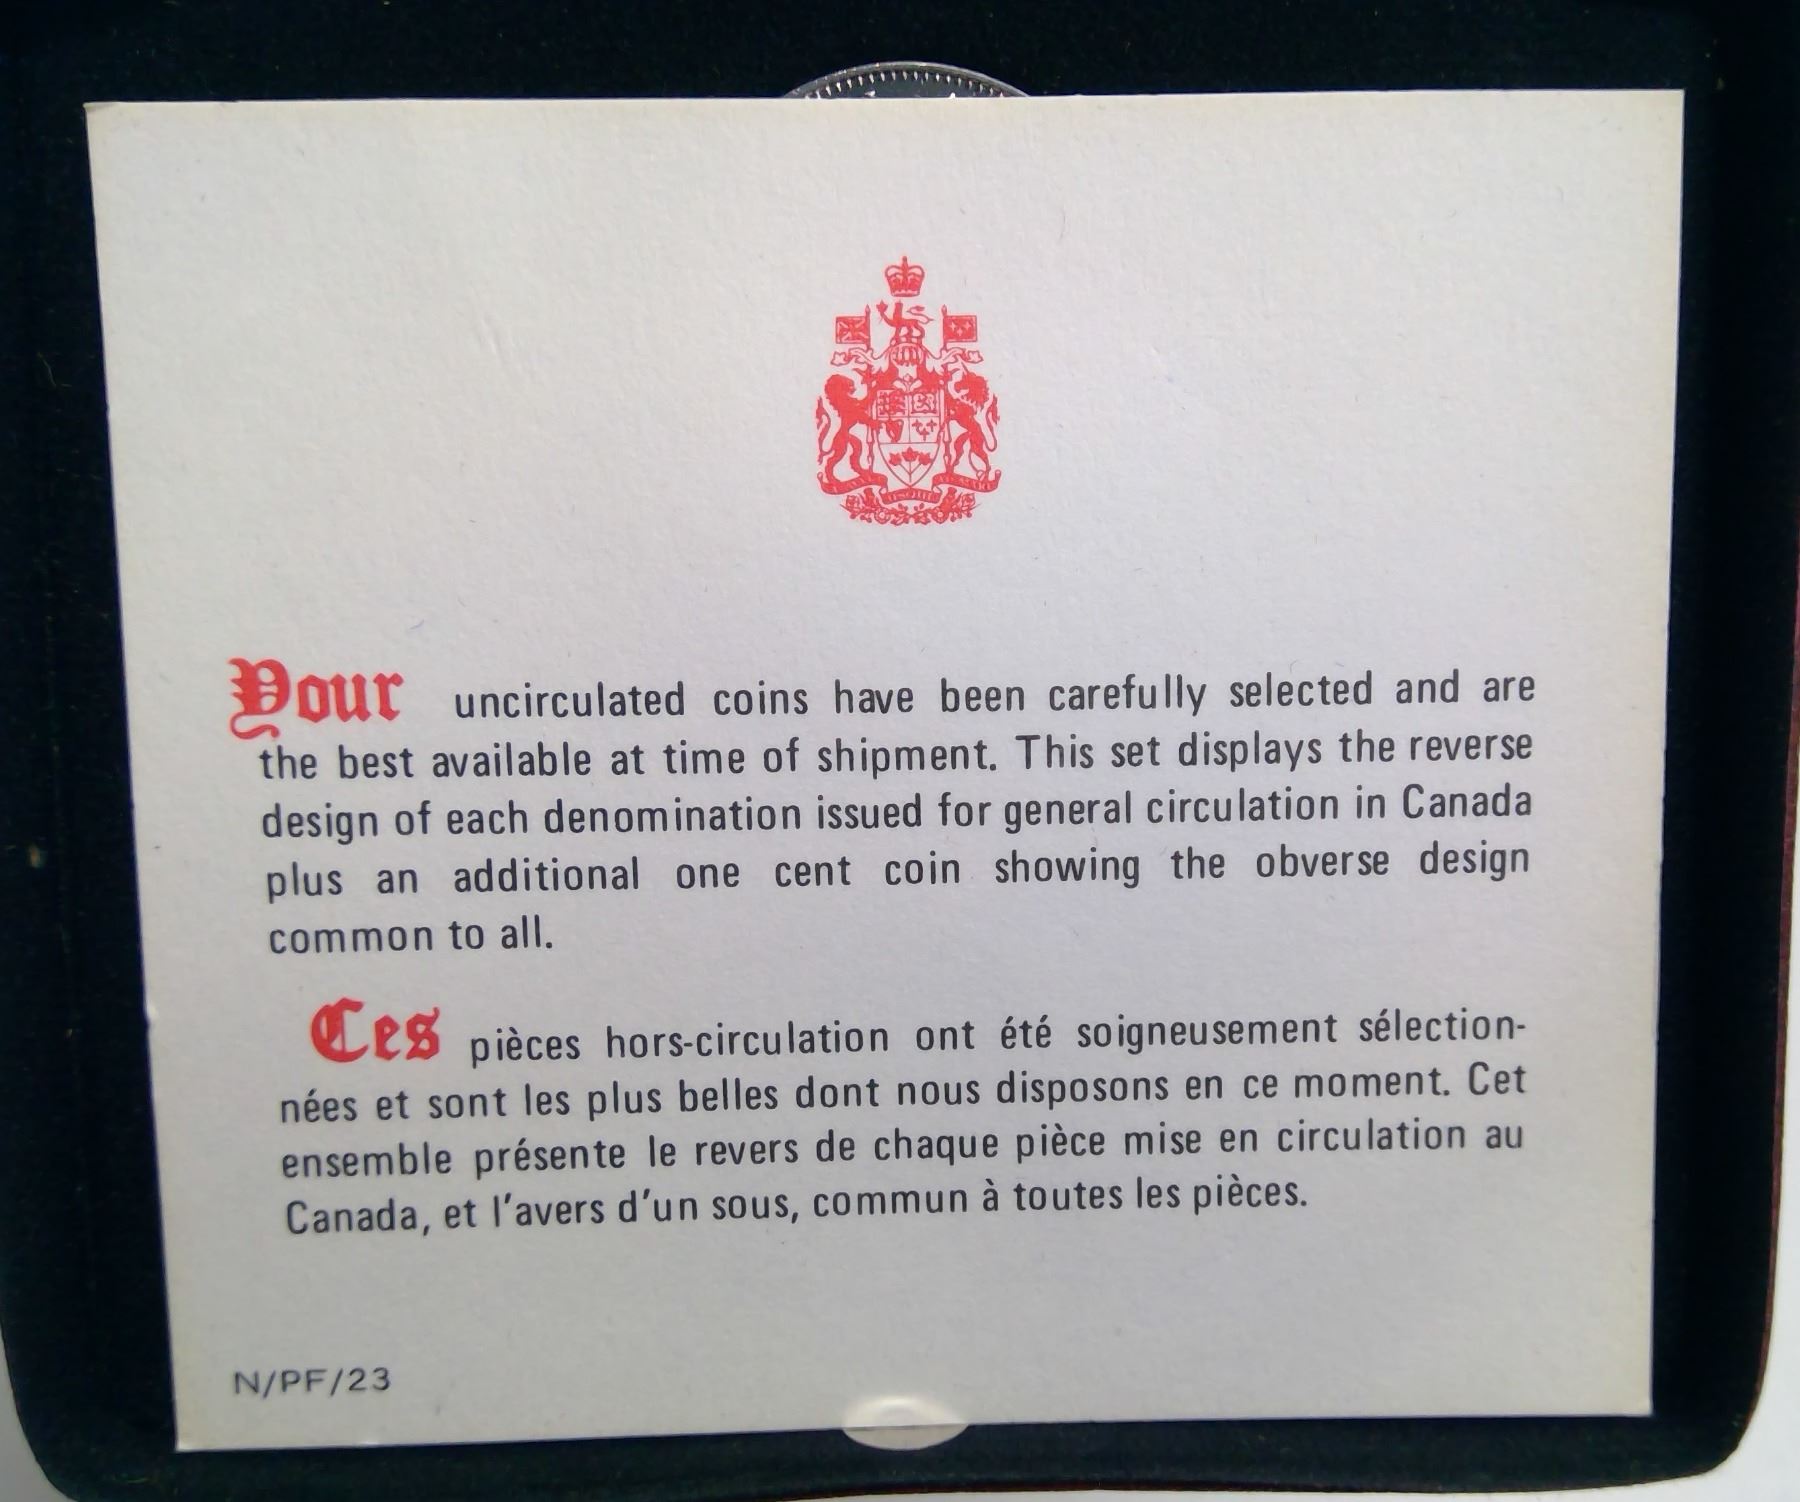 Your uncirculated coins have been carefully selected and are
the best available at time of shipment. This set displays the reverse
design of each denomination issued for general circulation in Canada
plus an additional one cent coin showing the obverse design
common to all.
Ces pièces hors-circulation ont été soigneusement sélection-
nées et sont les plus belles dont nous disposons en ce moment. Cet
ensemble présente le revers de chaque pièce mise en circulation au
Canada, et l'avers d'un sous, commun à toutes les pièces.
N/PF/23